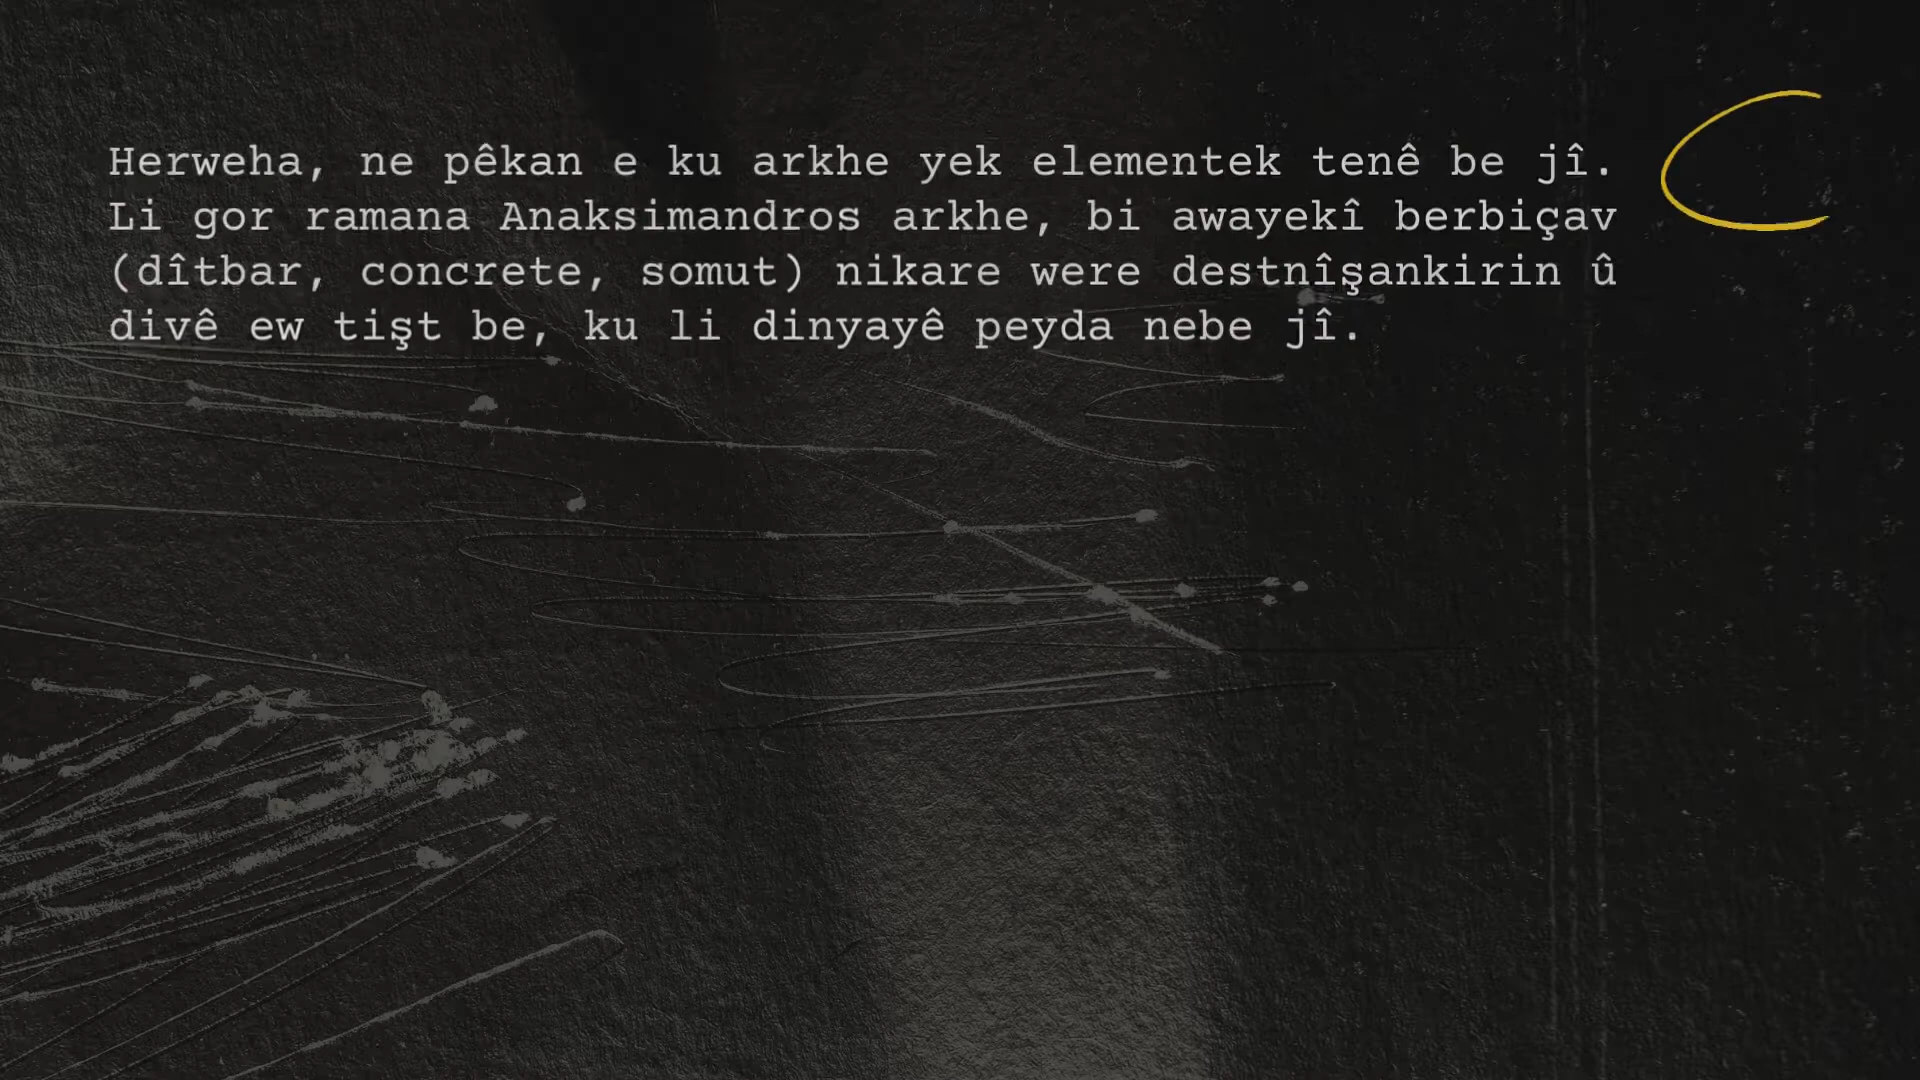 Herweha, ne pêkan e ku arkhe yek elementek tenê be jî.
Li gor ramana Anaksimandros arkhe, bi awayekî berbiçav
(dîtbar, concrete, somut) nikare were destnîşankirin û
divê ew tişt be, ku li dinyayê peyda nebe jî.